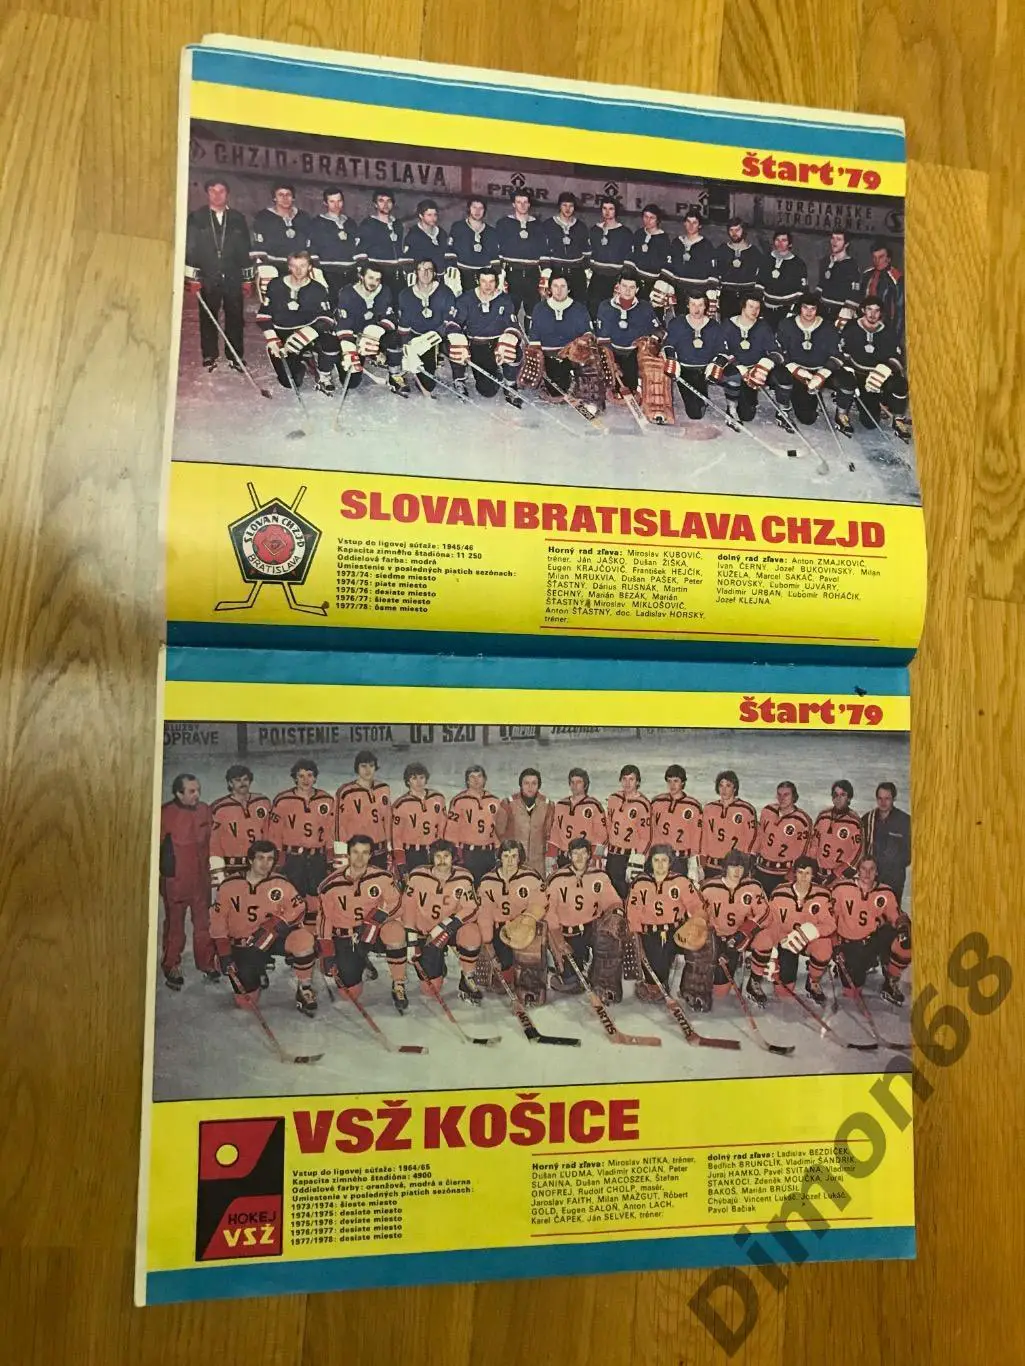 štart '79
CHZJD-BRATISLAVA
PRIOR
TURČIANSKE
STROJÁRNE
SLOVAN CHZJD
BRATISLAVA
SLOVAN BRATISLAVA CHZJD
Vstup do ligovej súťaže: 1945/46
Kapacita zimného štadióna: 11 250
Oddielová farba: modrá
Umiestenie v posledných piatich sezónach:
1973/74: siedme miesto
1974/75: piate miesto
1975/76: desiate miesto
1976/77: šieste miesto
1977/78: ôsme miesto
Horný rad zľava: Miroslav KUBOVIČ,
tréner, Ján JAŠKO, Dušan ŽIŠKA,
Eugen KRAJČOVIČ, František HEJČÍK,
Milan MRUKVIA, Dušan PAŠEK, Peter
ŠŤASTNÝ, Dárius RUSNÁK, Martin
ŠECHNÝ, Marián BEZÁK, Marián
ŠŤASTNÝ, Miroslav MIKLOŠOVIČ,
Anton ŠŤASTNÝ, doc. Ladislav HORSKÝ,
tréner.
dolný rad zľava: Anton ZMAJKOVIČ,
Ivan ČERNÝ, Jozef BUKOVINSKÝ, Milan
KUŽELA, Marcel SAKÁČ, Pavol
NOROVSKÝ, Ľubomír UJVÁRY,
Vladimír URBAN, Ľubomír ROHÁČIK,
Jozef KLEJNA.
štart '79
OPRAVE
POISTENIE ISTOTA
VSŽ KOŠICE
HOKEJ
VSŽ
Vstup do ligovej súťaže: 1964/65
Kapacita zimného štadióna: 4900
Oddielové farby: oranžová, modrá a čierna
Umiestenie v posledných piatich sezónach:
1973/1974: šieste miesto
1974/1975: desiate miesto
1975/1976: desiate miesto
1976/1977: desiate miesto
1977/1978: desiate miesto
Horný rad zľava: Miroslav NITKA, tréner,
Dušan ĽUDMA, Vladimír KOCIAN, Peter
SLANINA, Dušan MACOSZEK, Štefan
ONOFREJ, Rudolf CHOLP, masér,
Jaroslav FAITH, Milan MAŽGUT, Róbert
GOLD, Eugen SALOŇ, Anton LACH,
Karel ČAPEK, Ján SELVEK, tréner.
dolný rad zľava: Ladislav BEZDÍČEK,
Bedřich BRUNCLÍK, Vladimír ŠANDRIK,
Juraj HAMKO, Pavel SVITANA, Vladimír
STANKOCI, Zdeněk MOUČKA, Juraj
BAKOŠ, Marián BRUSIL
Chýbajú: Vincent Lukáč, Jozef Lukáč,
Pavol Bačiak
Dimon68